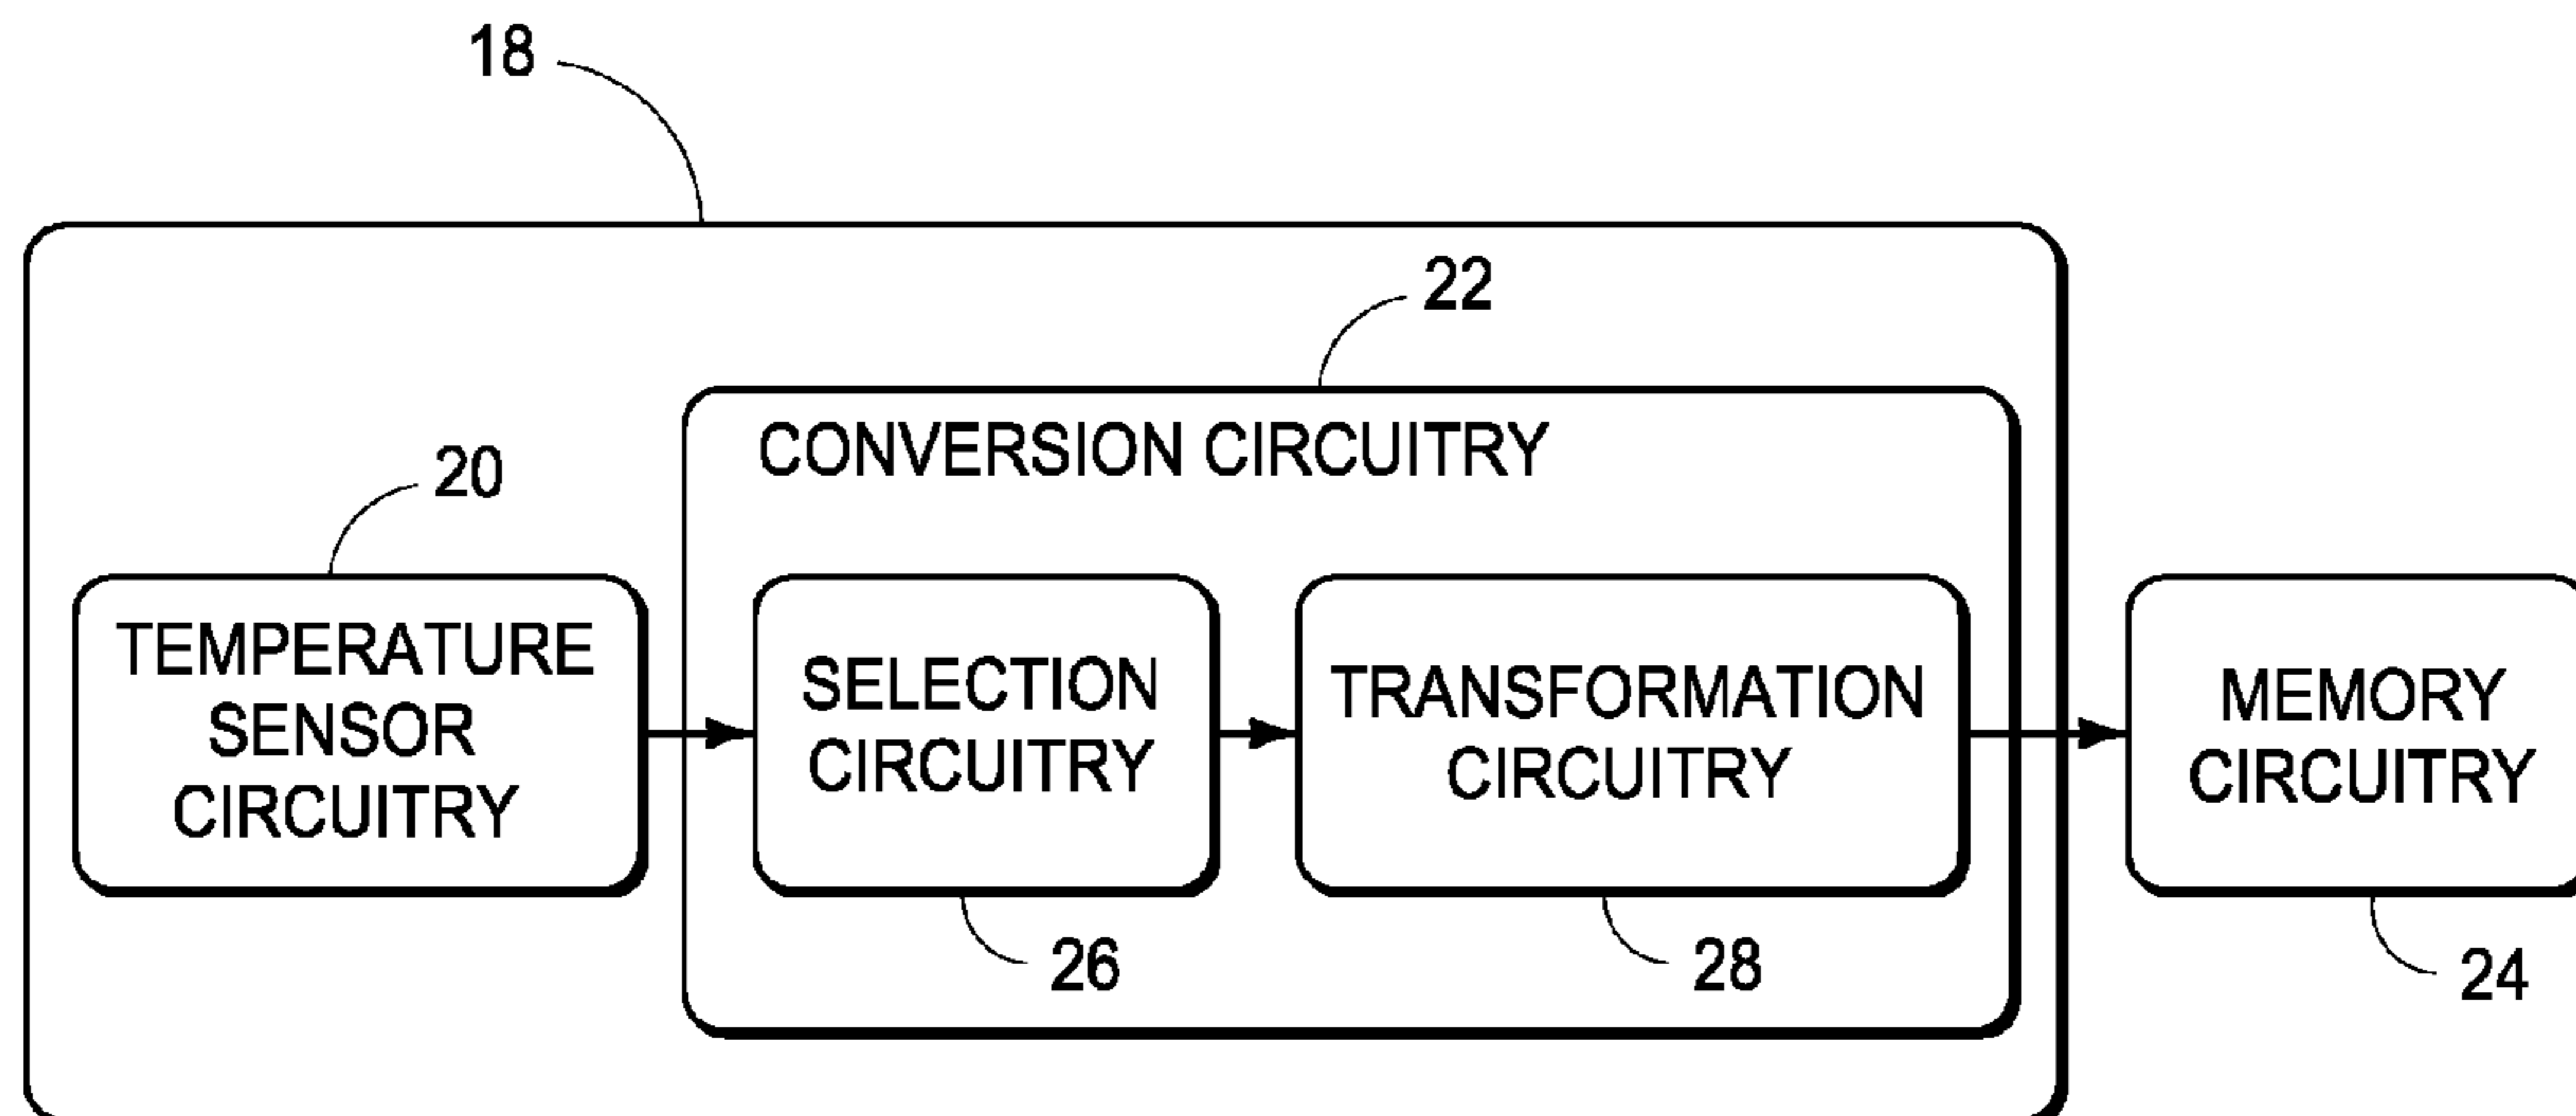 18
22
CONVERSION CIRCUITRY
20
TEMPERATURE
SENSOR
CIRCUITRY
SELECTION
CIRCUITRY
TRANSFORMATION
CIRCUITRY
MEMORY
CIRCUITRY
26
28
24